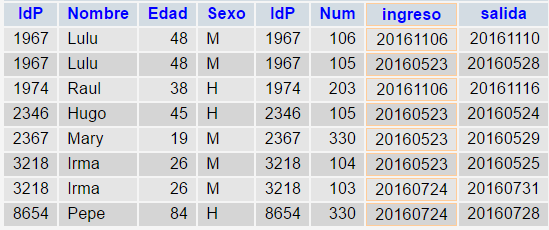 IdP Nombre Edad Sexo IdP Num ingreso salida
1967 Lulu 48 M 1967 106 20161106 20161110
1967 Lulu 48 M 1967 105 20160523 20160528
1974 Raul 38 H 1974 203 20161106 20161116
2346 Hugo 45 H 2346 105 20160523 20160524
2367 Mary 19 M 2367 330 20160523 20160529
3218 Irma 26 M 3218 104 20160523 20160525
3218 Irma 26 M 3218 103 20160724 20160731
8654 Pepe 84 H 8654 330 20160724 20160728